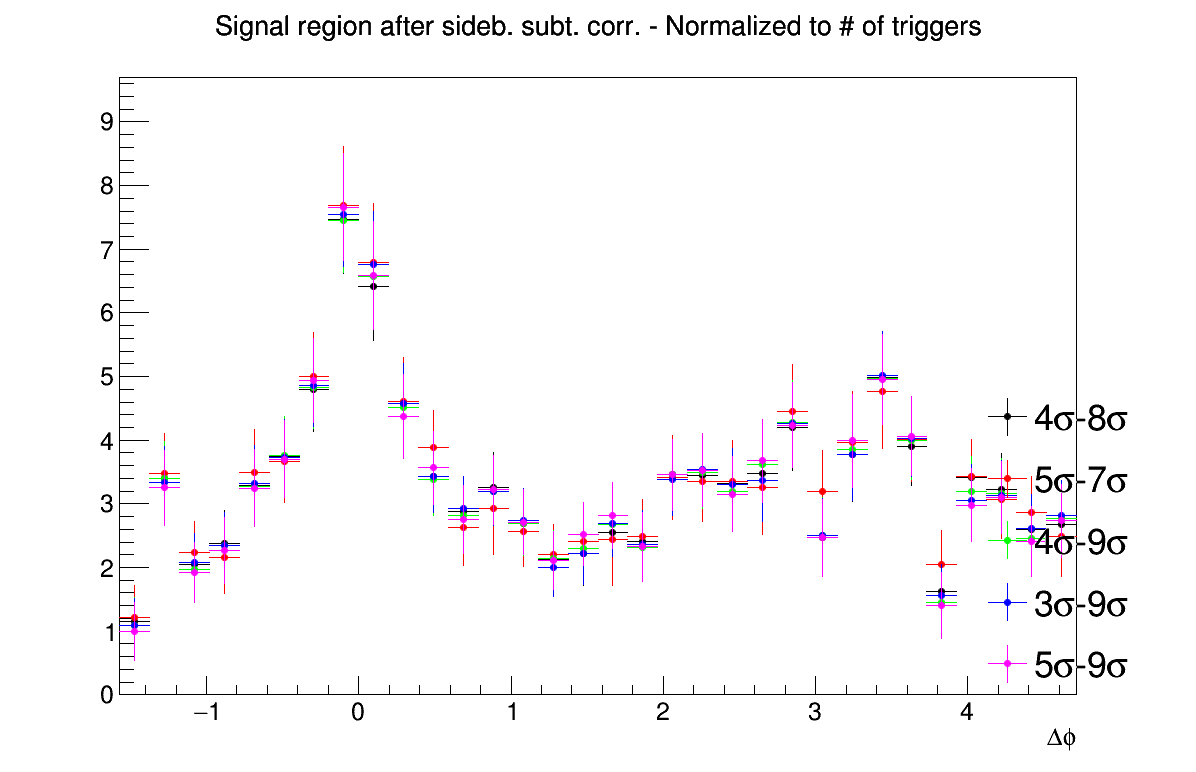 Signal region after sideb. subt. corr. - Normalized to # of triggers
9
8
7
6
5
4
3
2
1
0
4σ-8σ
5σ-7σ
4σ-9σ
3σ-9σ
5σ-9σ
−1 0 1 2 3 4
Δϕ